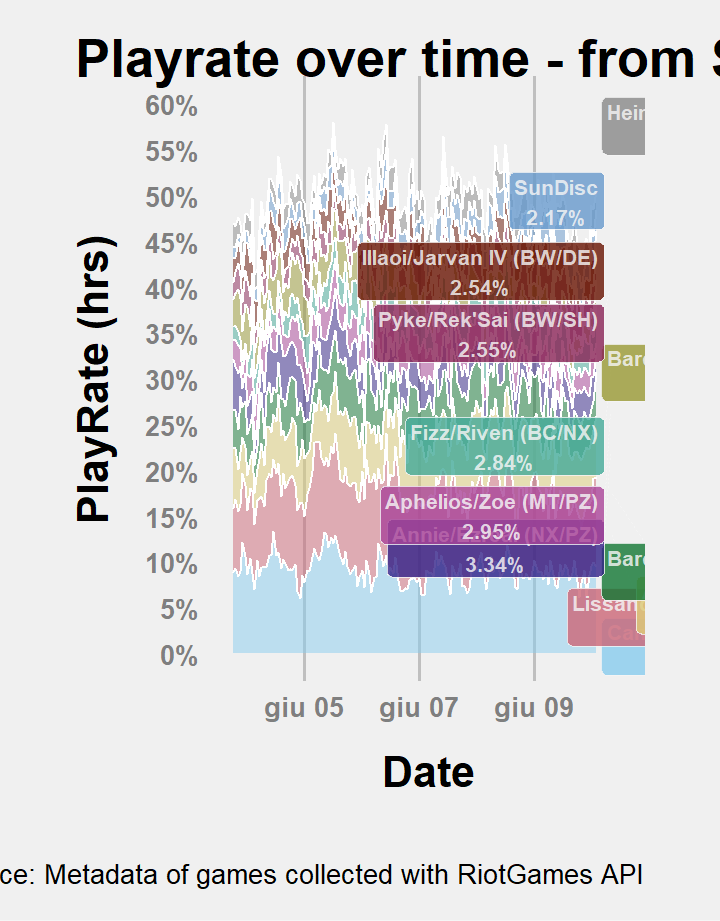 Playrate over time - from
60%
55%
50%
45%
40%
35%
30%
25%
20%
15%
10%
5%
0%
PlayRate (hrs)
SunDisc
2.17%
Illaoi/Jarvan IV (BW/DE)
2.54%
Pyke/Rek'Sai (BW/SH)
2.55%
Fizz/Riven (BC/NX)
2.84%
Aphelios/Zoe (MT/PZ)
2.95%
(NX/PZ)
3.34%
giu 05
giu 07
giu 09
Date
ce: Metadata of games collected with RiotGames API